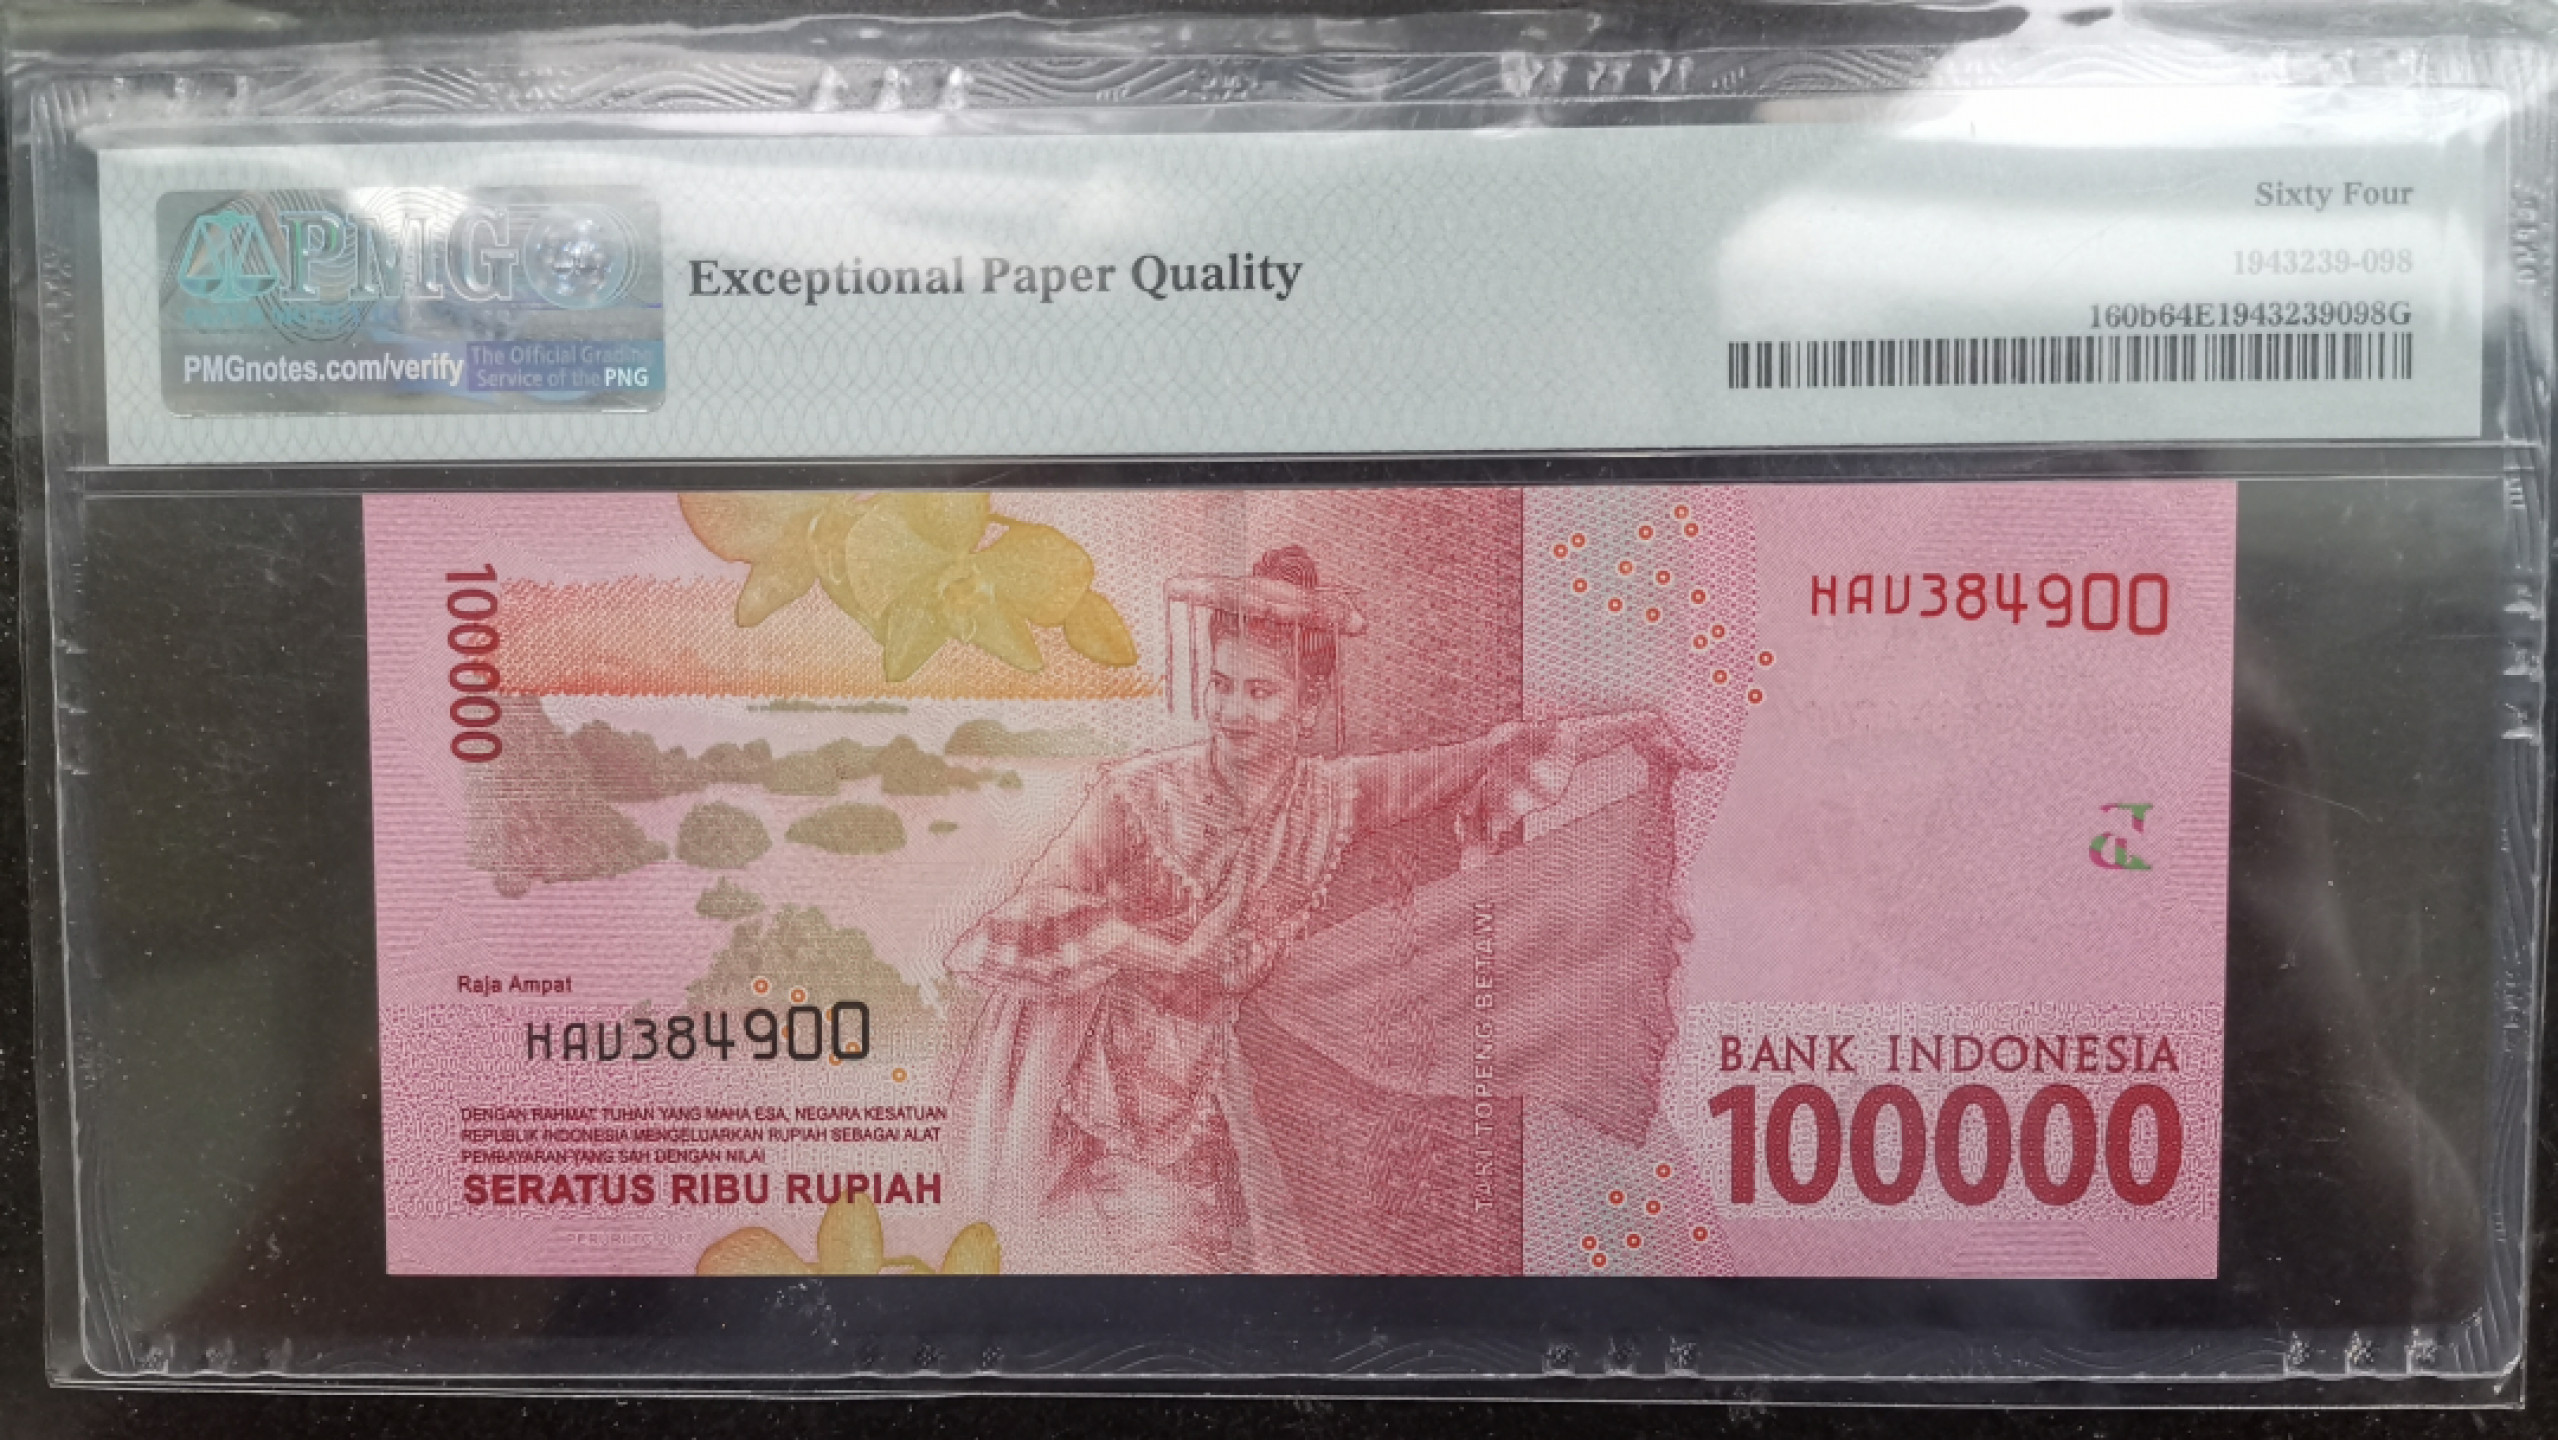 Sixty Four
1943239-098
160b64E1943239098G
PMG
Exceptional Paper Quality
PMGnotes.com/verify
The Official Grading
Service of the PNG
100000
HAU384900
Raja Ampat
HAU384900
DENGAN RAHMAT TUHAN YANG MAHA ESA, NEGARA KESATUAN
REPUBLIK INDONESIA MENGELUARKAN RUPIAH SEBAGAI ALAT
PEMBAYARAN YANG SAH DENGAN NILAI
SERATUS RIBU RUPIAH
TARI TOPENG BETAWI
BANK INDONESIA
100000